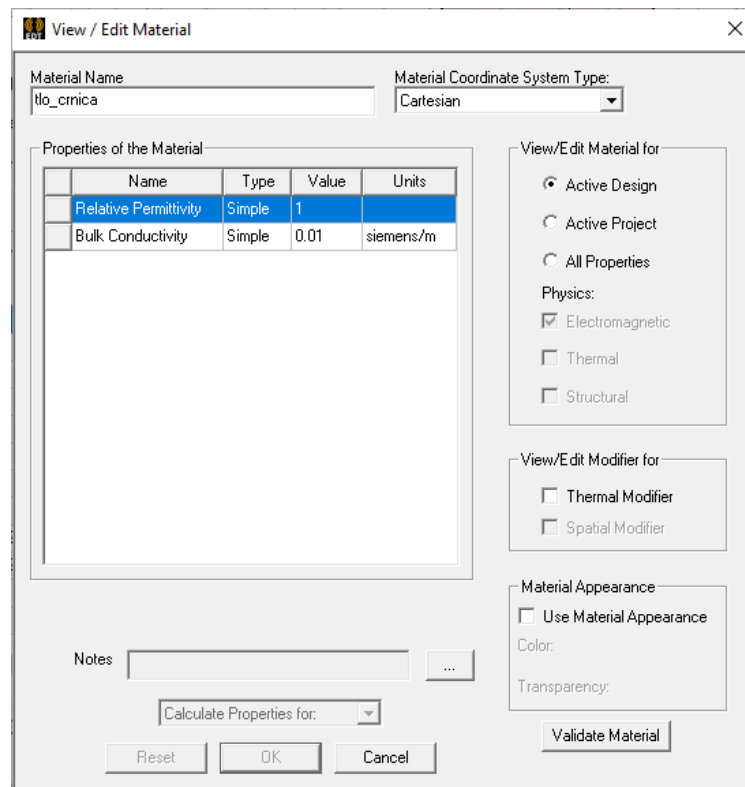 EDT View / Edit Material
Material Name
tlo_crnica
Material Coordinate System Type:
Cartesian
Properties of the Material
Name Type Value Units
Relative Permittivity Simple 1
Bulk Conductivity Simple 0.01 siemens/m
View/Edit Material for
Active Design
Active Project
All Properties
Physics:
Electromagnetic
Thermal
Structural
View/Edit Modifier for
Thermal Modifier
Spatial Modifier
Material Appearance
Use Material Appearance
Color:
Transparency:
Notes
...
Calculate Properties for:
Validate Material
Reset OK Cancel